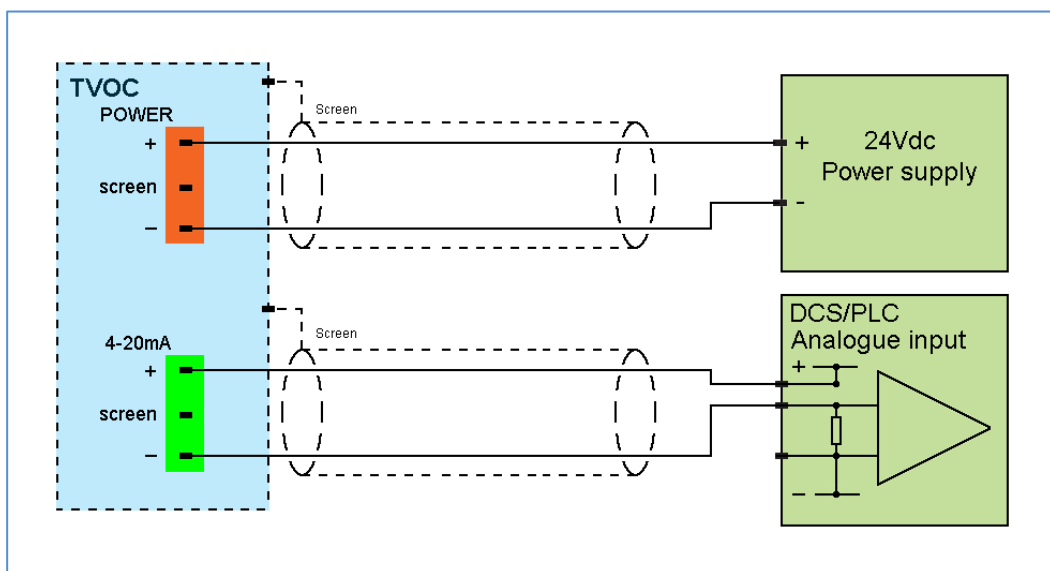 TVOC
POWER
+
screen
−
Screen
24Vdc
Power supply
+
-
4-20mA
+
screen
−
Screen
DCS/PLC
Analogue input
+
−